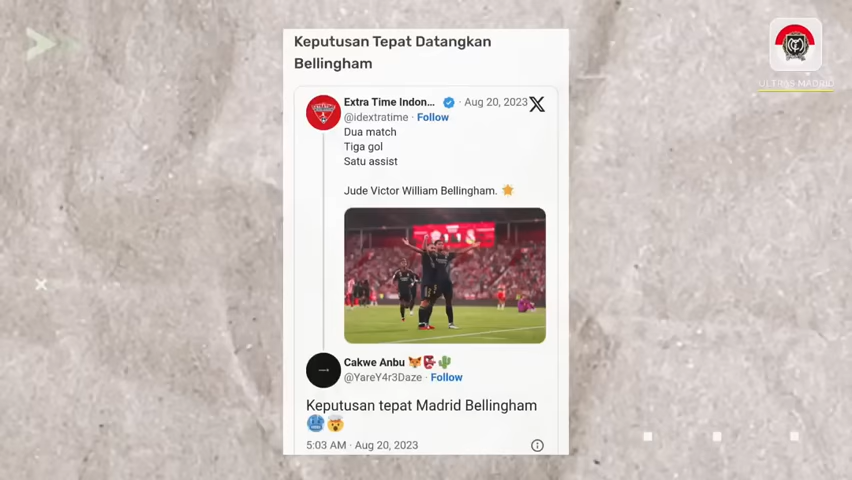 Keputusan Tepat Datangkan
Bellingham
Extra Time Indon... · Aug 20, 2023
@idextratime · Follow
Dua match
Tiga gol
Satu assist
Jude Victor William Bellingham. 🌟
Cakwe Anbu 🦊👺🌵
@YareY4r3Daze · Follow
Keputusan tepat Madrid Bellingham
🥶🤯
5:03 AM · Aug 20, 2023
ULTRAS MADRID